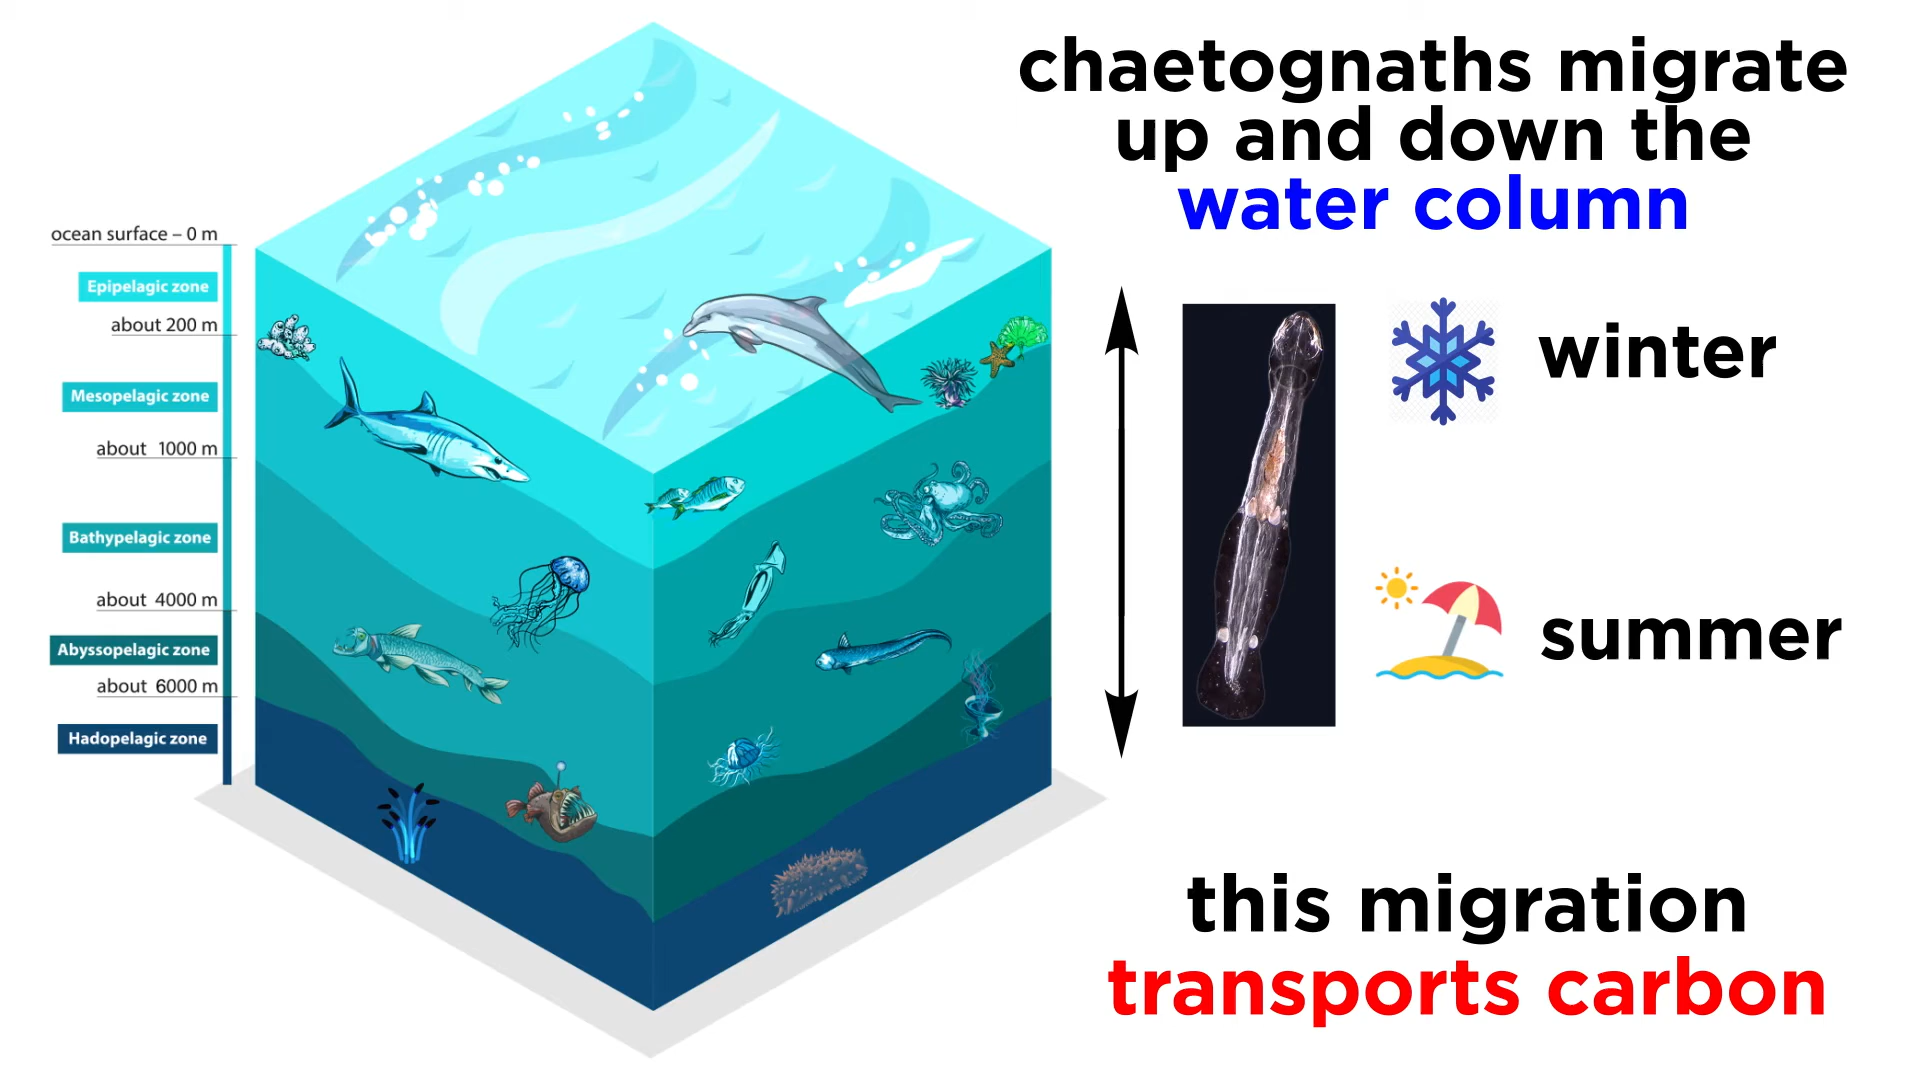 chaetognaths migrate
up and down the
water column
ocean surface – 0 m
Epipelagic zone
about 200 m
Mesopelagic zone
about 1000 m
Bathypelagic zone
about 4000 m
Abyssopelagic zone
about 6000 m
Hadopelagic zone
winter
summer
this migration
transports carbon